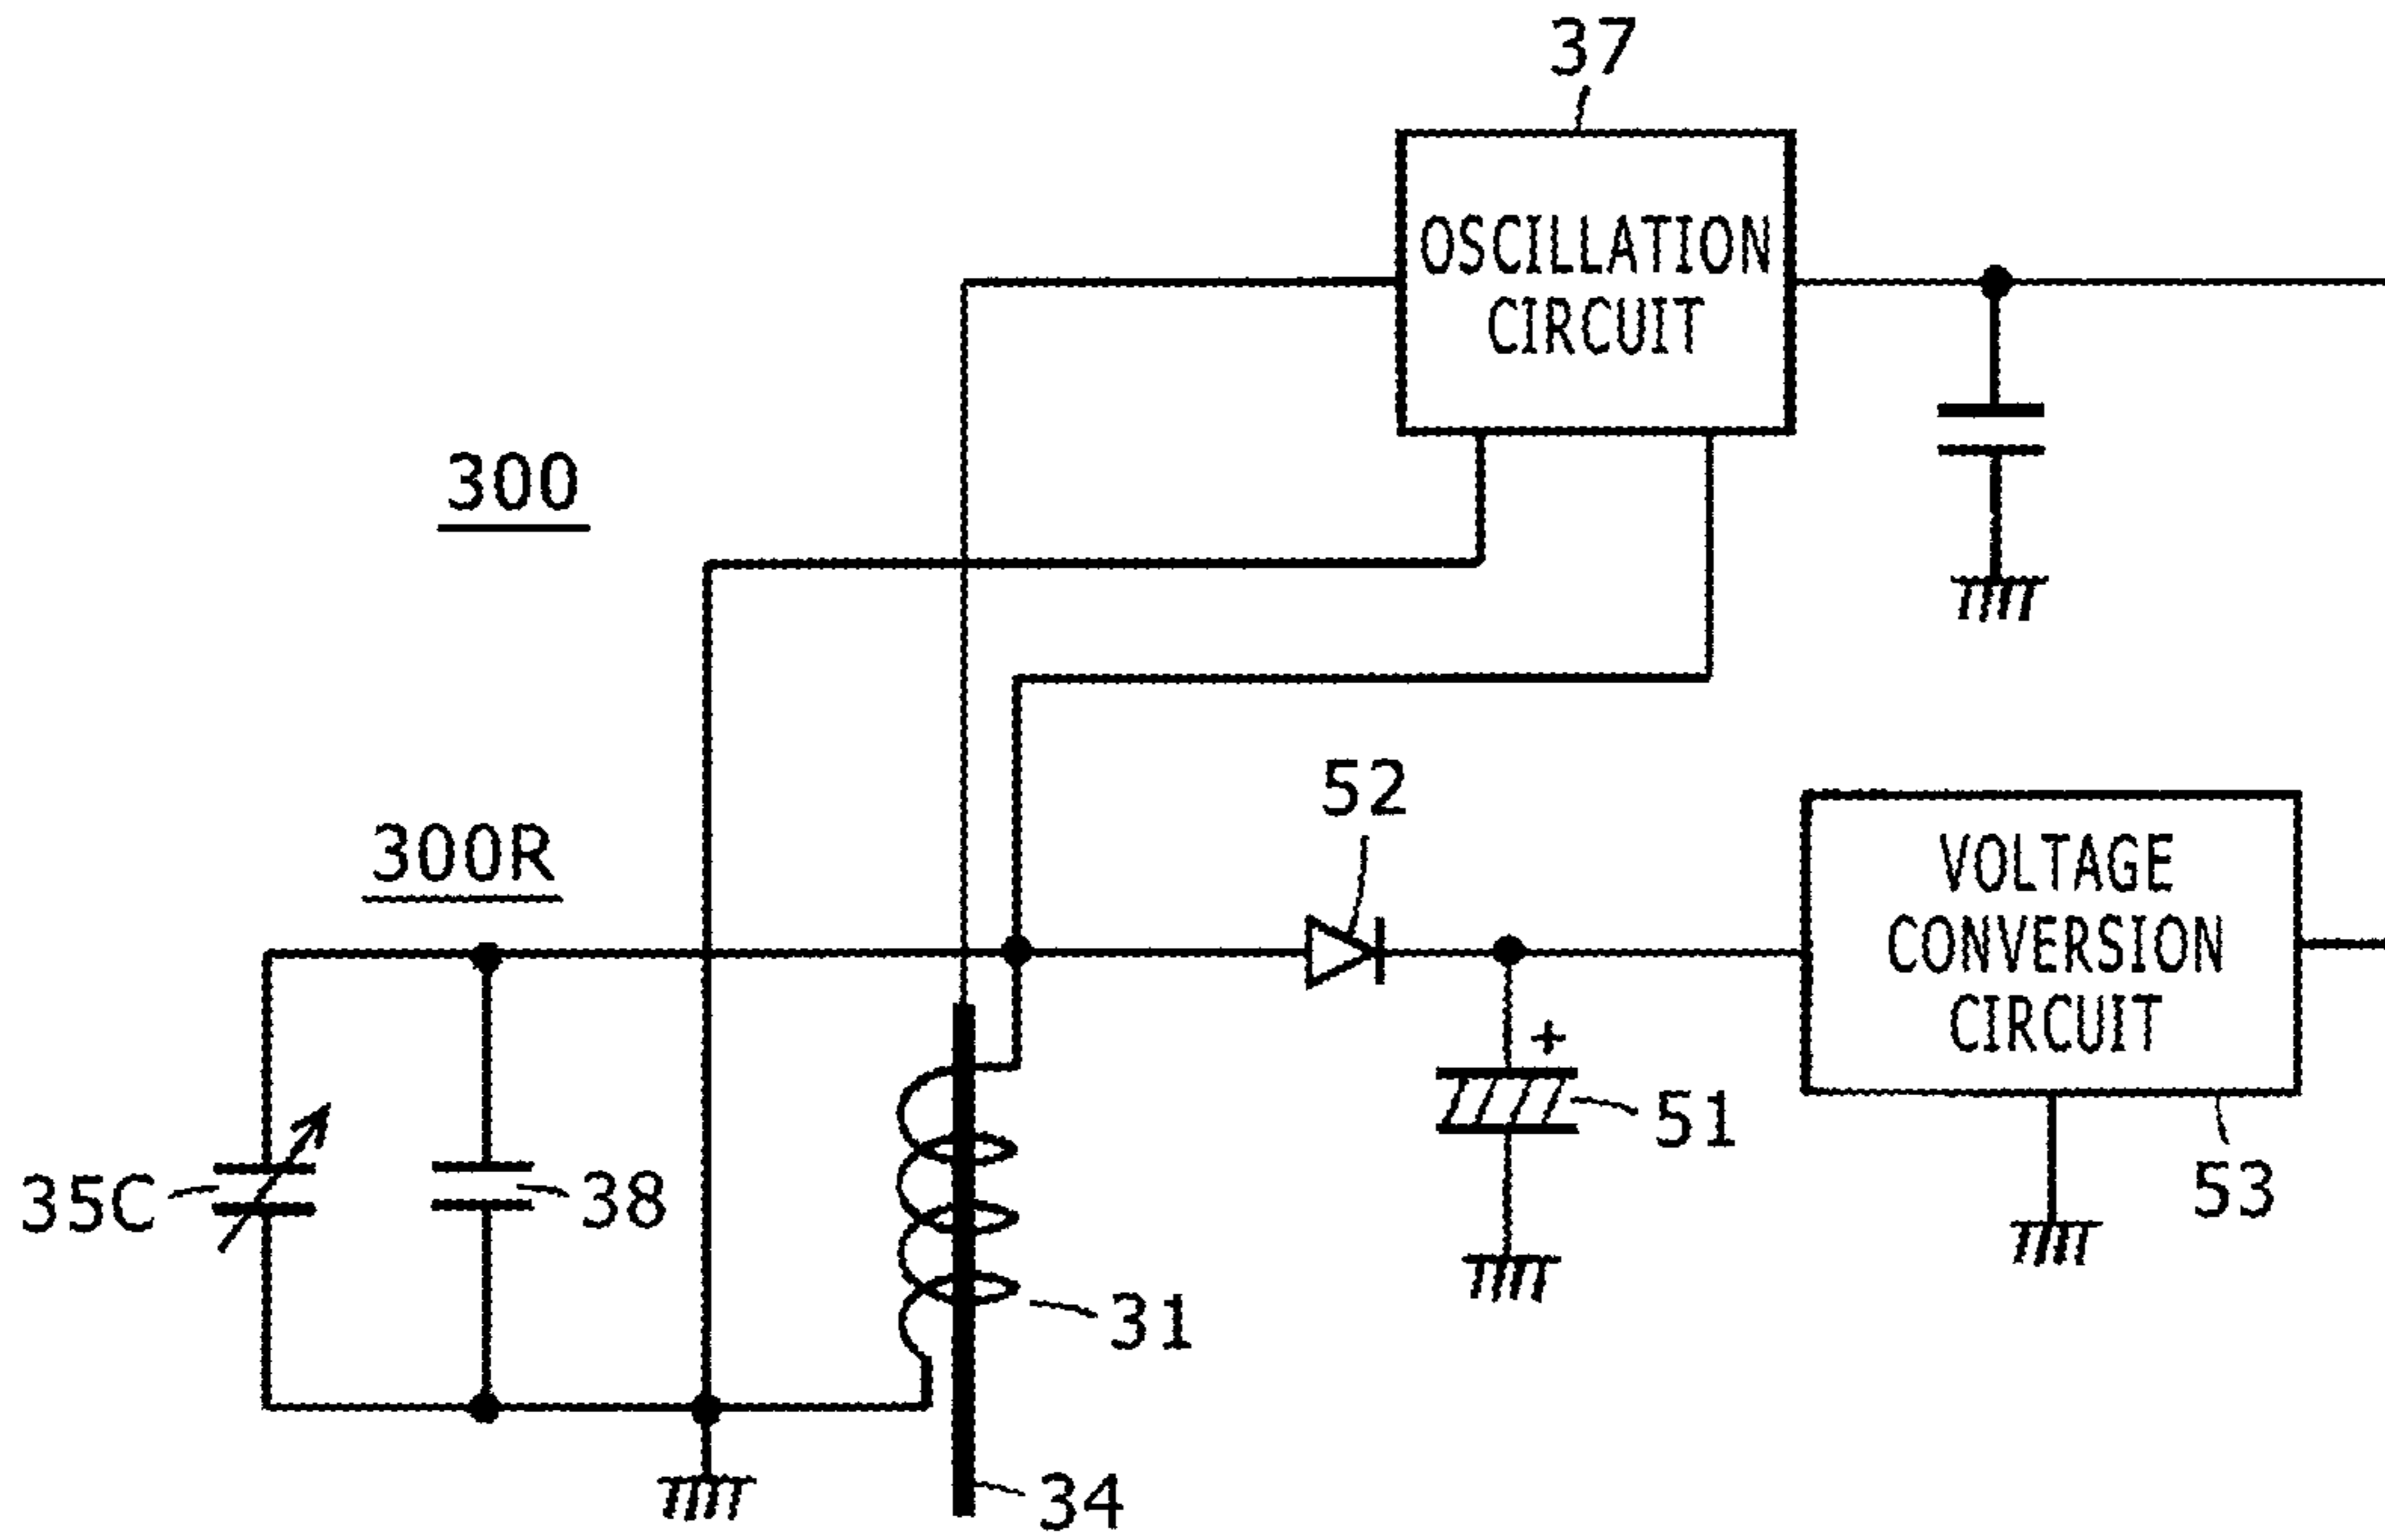 37
OSCILLATION
CIRCUIT
300
52
300R
VOLTAGE
CONVERSION
CIRCUIT
+
51
35C
38
53
31
34